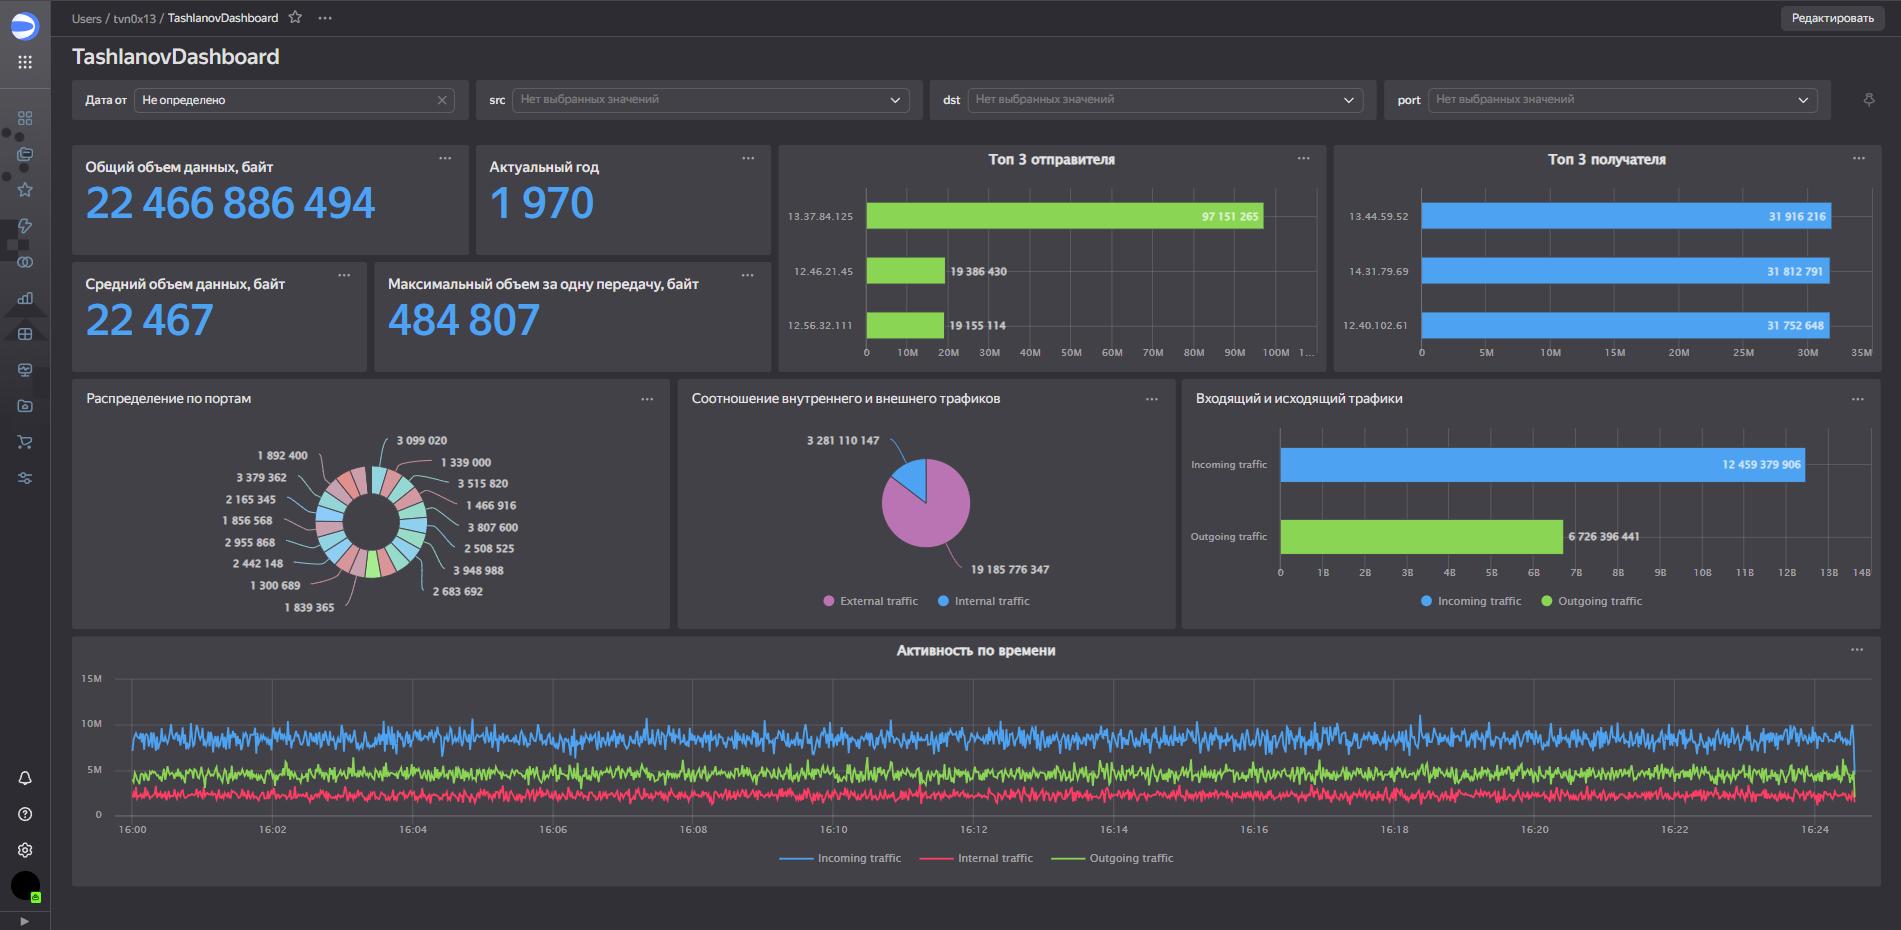 Users / tvn0x13 / TashlanovDashboard
Редактировать
TashlanovDashboard
Дата от Не определено
src Нет выбранных значений
dst Нет выбранных значений
port Нет выбранных значений
Общий объем данных, байт
22 466 886 494
Актуальный год
1 970
Средний объем данных, байт
22 467
Максимальный объем за одну передачу, байт
484 807
Топ 3 отправителя
13.37.84.125 97 151 265
12.46.21.45 19 386 430
12.56.32.111 19 155 114
0 10M 20M 30M 40M 50M 60M 70M 80M 90M 100M 1...
Топ 3 получателя
13.44.59.52 31 916 216
14.31.79.69 31 812 791
12.40.102.61 31 752 648
0 5M 10M 15M 20M 25M 30M 35M
Распределение по портам
3 099 020
1 339 000
3 515 820
1 466 916
3 807 600
2 508 525
3 948 988
2 683 692
1 892 400
3 379 362
2 165 345
1 856 568
2 955 868
2 442 148
1 300 689
1 839 365
Соотношение внутреннего и внешнего трафиков
3 281 110 147
19 185 776 347
External traffic Internal traffic
Входящий и исходящий трафики
Incoming traffic 12 459 379 906
Outgoing traffic 6 726 396 441
0 1B 2B 3B 4B 5B 6B 7B 8B 9B 10B 11B 12B 13B 14B
Incoming traffic Outgoing traffic
Активность по времени
15M
10M
5M
0
16:00 16:02 16:04 16:06 16:08 16:10 16:12 16:14 16:16 16:18 16:20 16:22 16:24
Incoming traffic Internal traffic Outgoing traffic